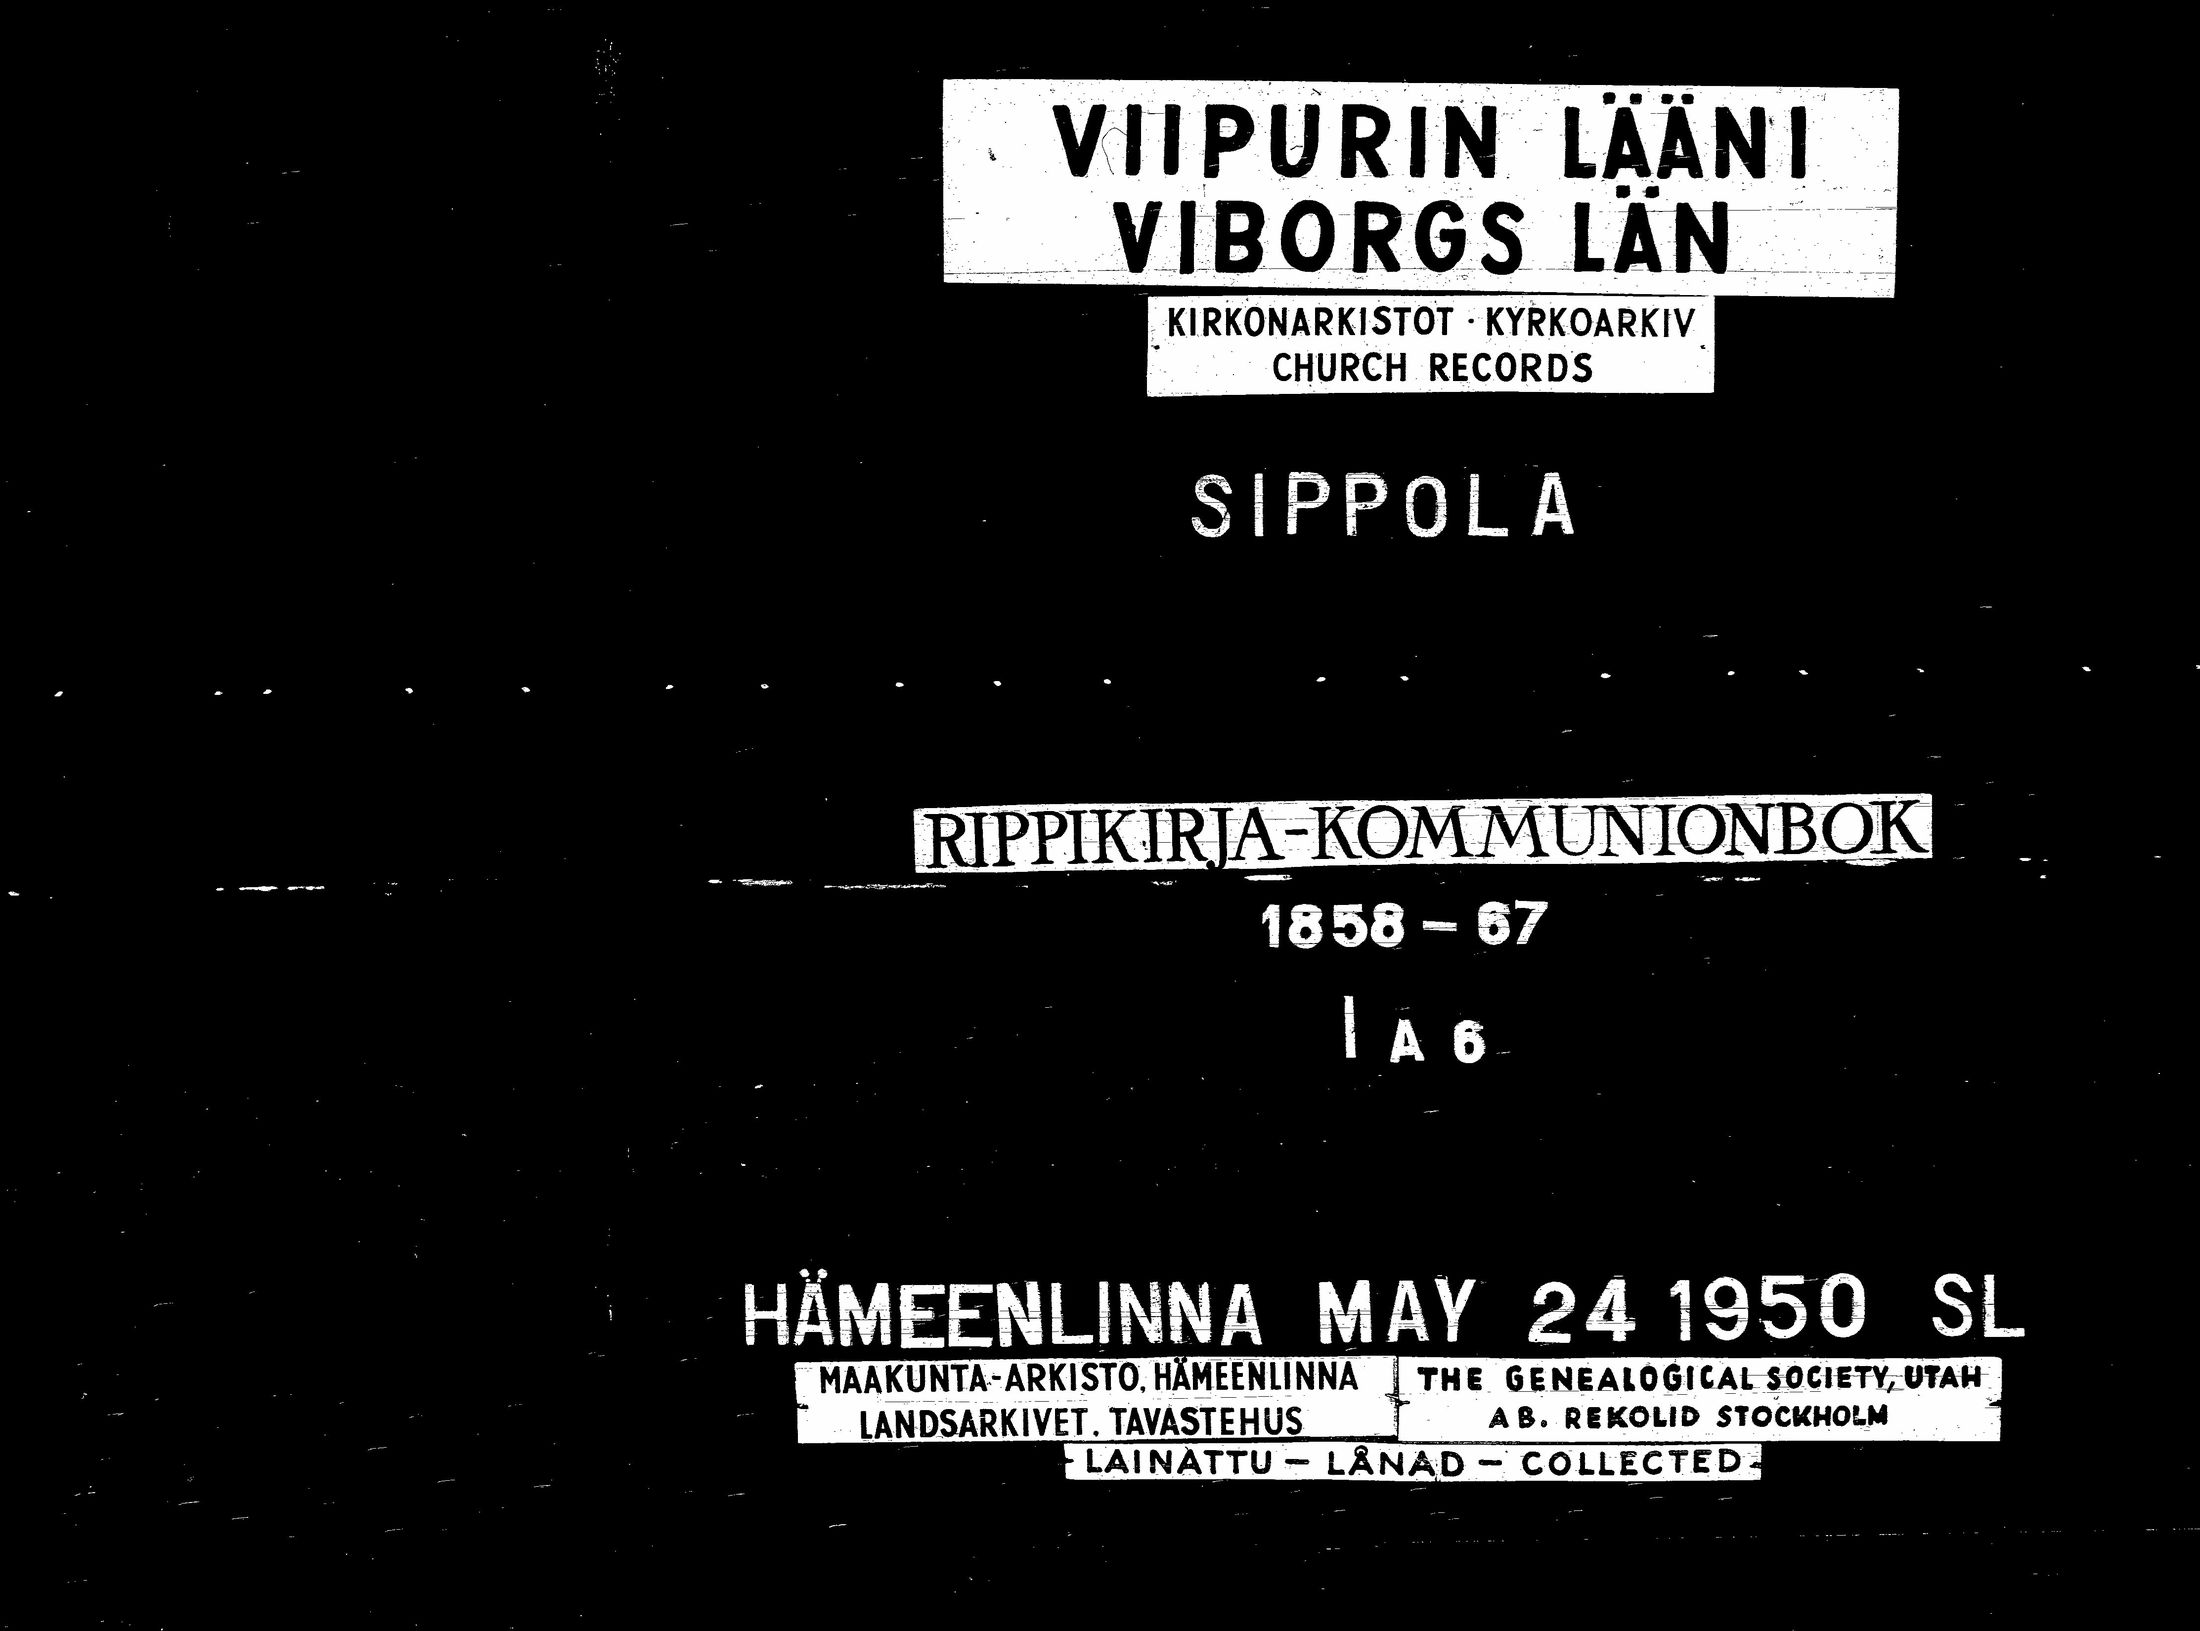 VIIPURIN LÄÄNI
VIBORGS LÄN
KIRKONARKISTOT · KYRKOARKIV
CHURCH RECORDS
SIPPOLA
RIPPIKIRJA-KOMMUNIONBOK
1858 – 67
I A 6
HÄMEENLINNA MAY 24 1950 SL
MAAKUNTA-ARKISTO, HÄMEENLINNA
LANDSARKIVET. TAVASTEHUS
THE GENEALOGICAL SOCIETY, UTAH
AB. REKOLID STOCKHOLM
LAINATTU – LÅNAD – COLLECTED